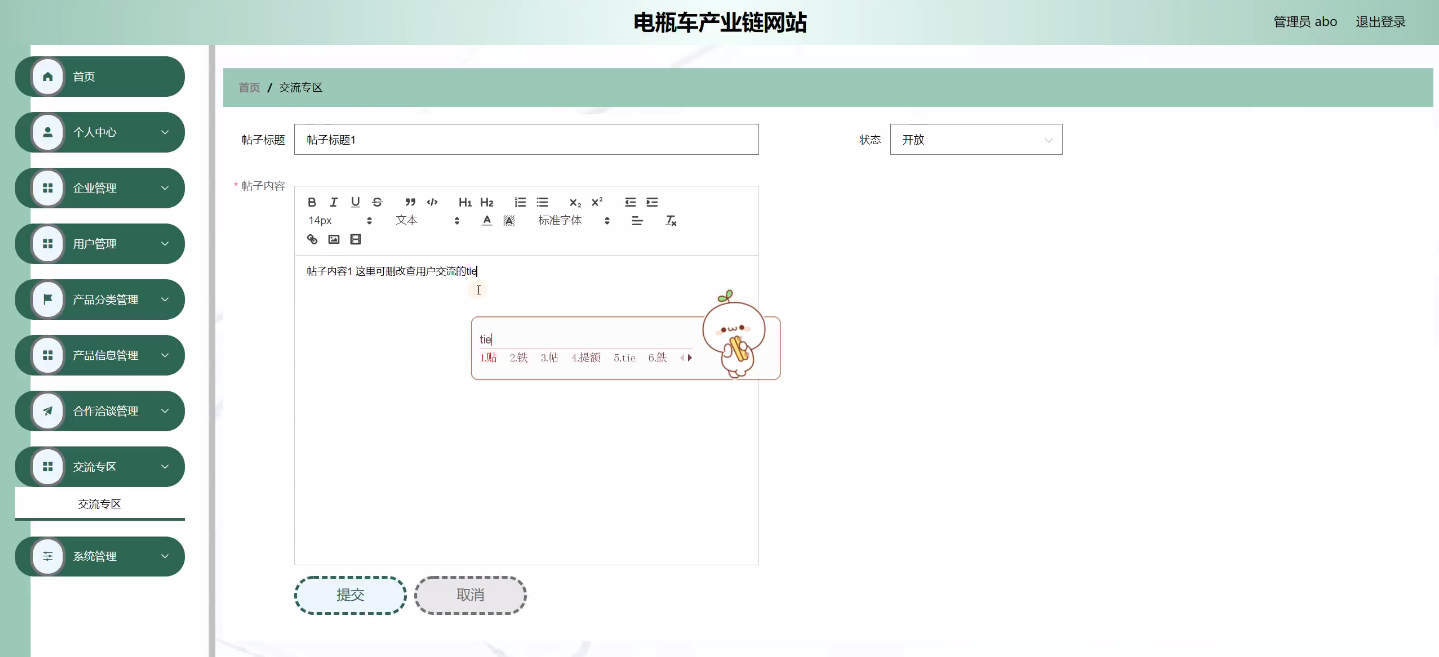 电瓶车产业链网站
管理员 abo 退出登录
首页
个人中心
企业管理
用户管理
产品分类管理
产品信息管理
合作洽谈管理
交流专区
交流专区
系统管理
首页 / 交流专区
帖子标题 帖子标题1 状态 开放
* 帖子内容
B I U S H1 H2 X₂ X²
14px 文本 A A 标准字体 Tx
帖子内容1 这里可删改查用户交流的tie
tie
1.贴 2.铁 3.帖 4.提额 5.tie 6.鉄
提交 取消